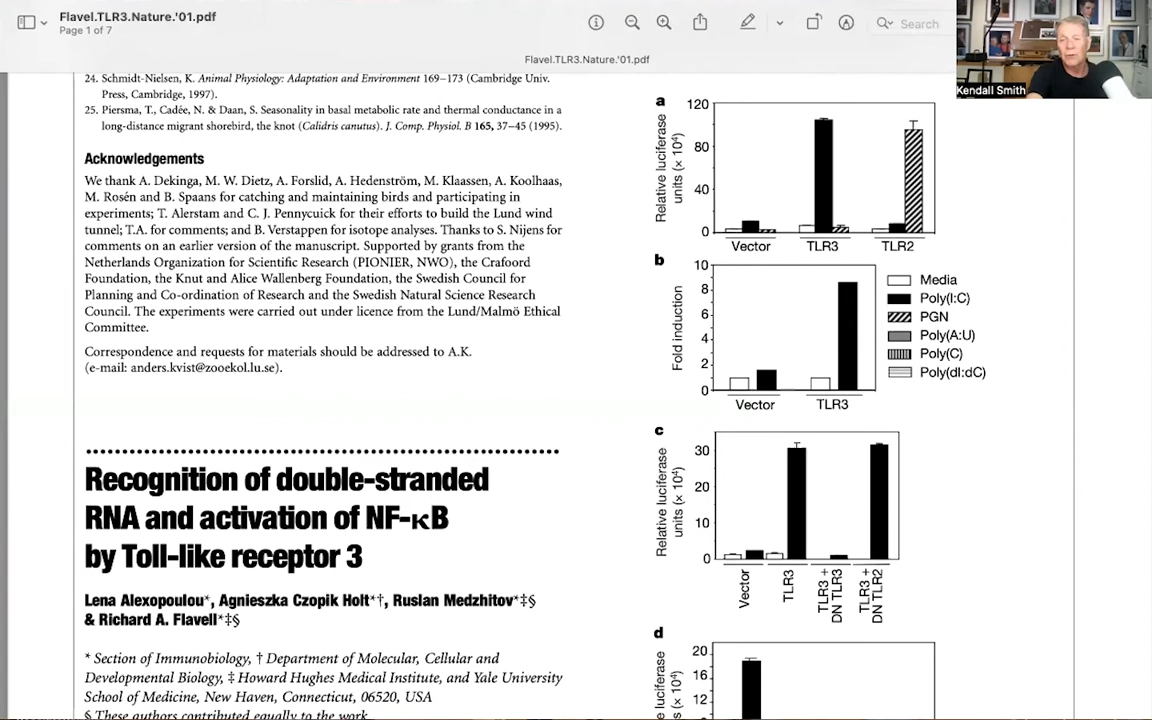 Flavel.TLR3.Nature.'01.pdf
Page 1 of 7
Search
Flavel.TLR3.Nature.'01.pdf
Kendall Smith
24. Schmidt-Nielsen, K. Animal Physiology: Adaptation and Environment 169–173 (Cambridge Univ.
Press, Cambridge, 1997).
25. Piersma, T., Cadée, N. & Daan, S. Seasonality in basal metabolic rate and thermal conductance in a
long-distance migrant shorebird, the knot (Calidris canutus). J. Comp. Physiol. B 165, 37–45 (1995).
Acknowledgements
We thank A. Dekinga, M. W. Dietz, A. Forslid, A. Hedenström, M. Klaassen, A. Koolhaas,
M. Rosén and B. Spaans for catching and maintaining birds and participating in
experiments; T. Alerstam and C. J. Pennycuick for their efforts to build the Lund wind
tunnel; T.A. for comments; and B. Verstappen for isotope analyses. Thanks to S. Nijens for
comments on an earlier version of the manuscript. Supported by grants from the
Netherlands Organization for Scientific Research (PIONIER, NWO), the Crafoord
Foundation, the Knut and Alice Wallenberg Foundation, the Swedish Council for
Planning and Co-ordination of Research and the Swedish Natural Science Research
Council. The experiments were carried out under licence from the Lund/Malmö Ethical
Committee.
Correspondence and requests for materials should be addressed to A.K.
(e-mail: anders.kvist@zooekol.lu.se).
Recognition of double-stranded
RNA and activation of NF-κB
by Toll-like receptor 3
Lena Alexopoulou*, Agnieszka Czopik Holt*†, Ruslan Medzhitov*‡§
& Richard A. Flavell*‡§
* Section of Immunobiology, † Department of Molecular, Cellular and
Developmental Biology, ‡ Howard Hughes Medical Institute, and Yale University
School of Medicine, New Haven, Connecticut, 06520, USA
§ These authors contributed equally to the work
a
Relative luciferase
units (× 10⁴)
120
80
40
0
Vector TLR3 TLR2
b
Fold induction
10
8
6
4
2
0
Vector TLR3
Media
Poly(I:C)
PGN
Poly(A:U)
Poly(C)
Poly(dI:dC)
c
Relative luciferase
units (× 10⁴)
30
20
10
0
Vector
TLR3
TLR3 +
DN TLR3
TLR3 +
DN TLR2
d
e luciferase
s (× 10⁴)
20
16
12